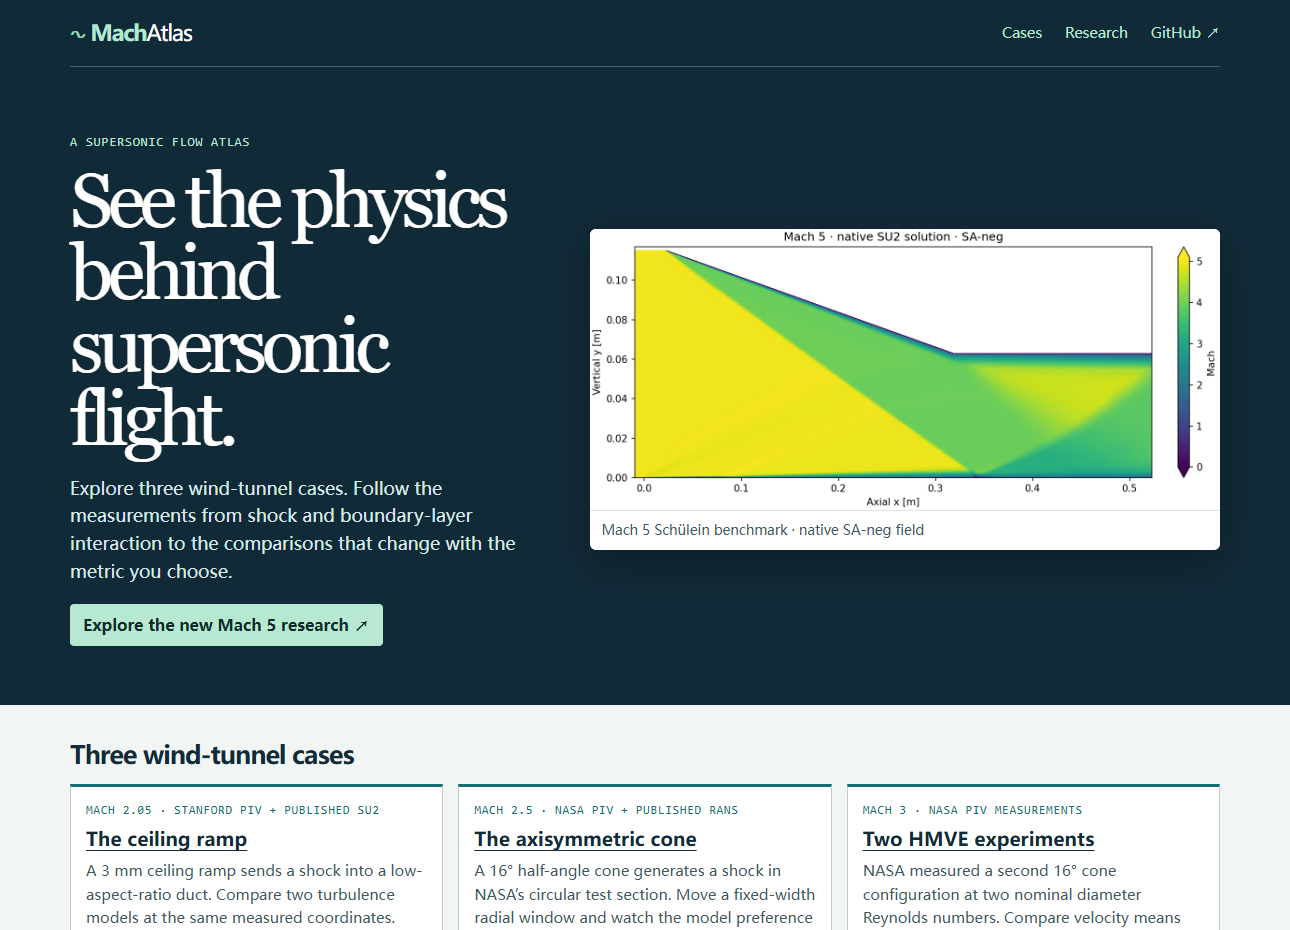 MachAtlas
Cases Research GitHub ↗
A SUPERSONIC FLOW ATLAS
See the physics
behind
supersonic
flight.
Explore three wind-tunnel cases. Follow the
measurements from shock and boundary-layer
interaction to the comparisons that change with the
metric you choose.
Explore the new Mach 5 research ↗
Mach 5 · native SU2 solution · SA-neg
Vertical y [m]
0.10
0.08
0.06
0.04
0.02
0.00
0.0 0.1 0.2 0.3 0.4 0.5
Axial x [m]
5
4
3
2
1
0
Mach
Mach 5 Schülein benchmark · native SA-neg field
Three wind-tunnel cases
MACH 2.05 · STANFORD PIV + PUBLISHED SU2
The ceiling ramp
A 3 mm ceiling ramp sends a shock into a low-
aspect-ratio duct. Compare two turbulence
models at the same measured coordinates.
MACH 2.5 · NASA PIV + PUBLISHED RANS
The axisymmetric cone
A 16° half-angle cone generates a shock in
NASA’s circular test section. Move a fixed-width
radial window and watch the model preference
MACH 3 · NASA PIV MEASUREMENTS
Two HMVE experiments
NASA measured a second 16° cone
configuration at two nominal diameter
Reynolds numbers. Compare velocity means